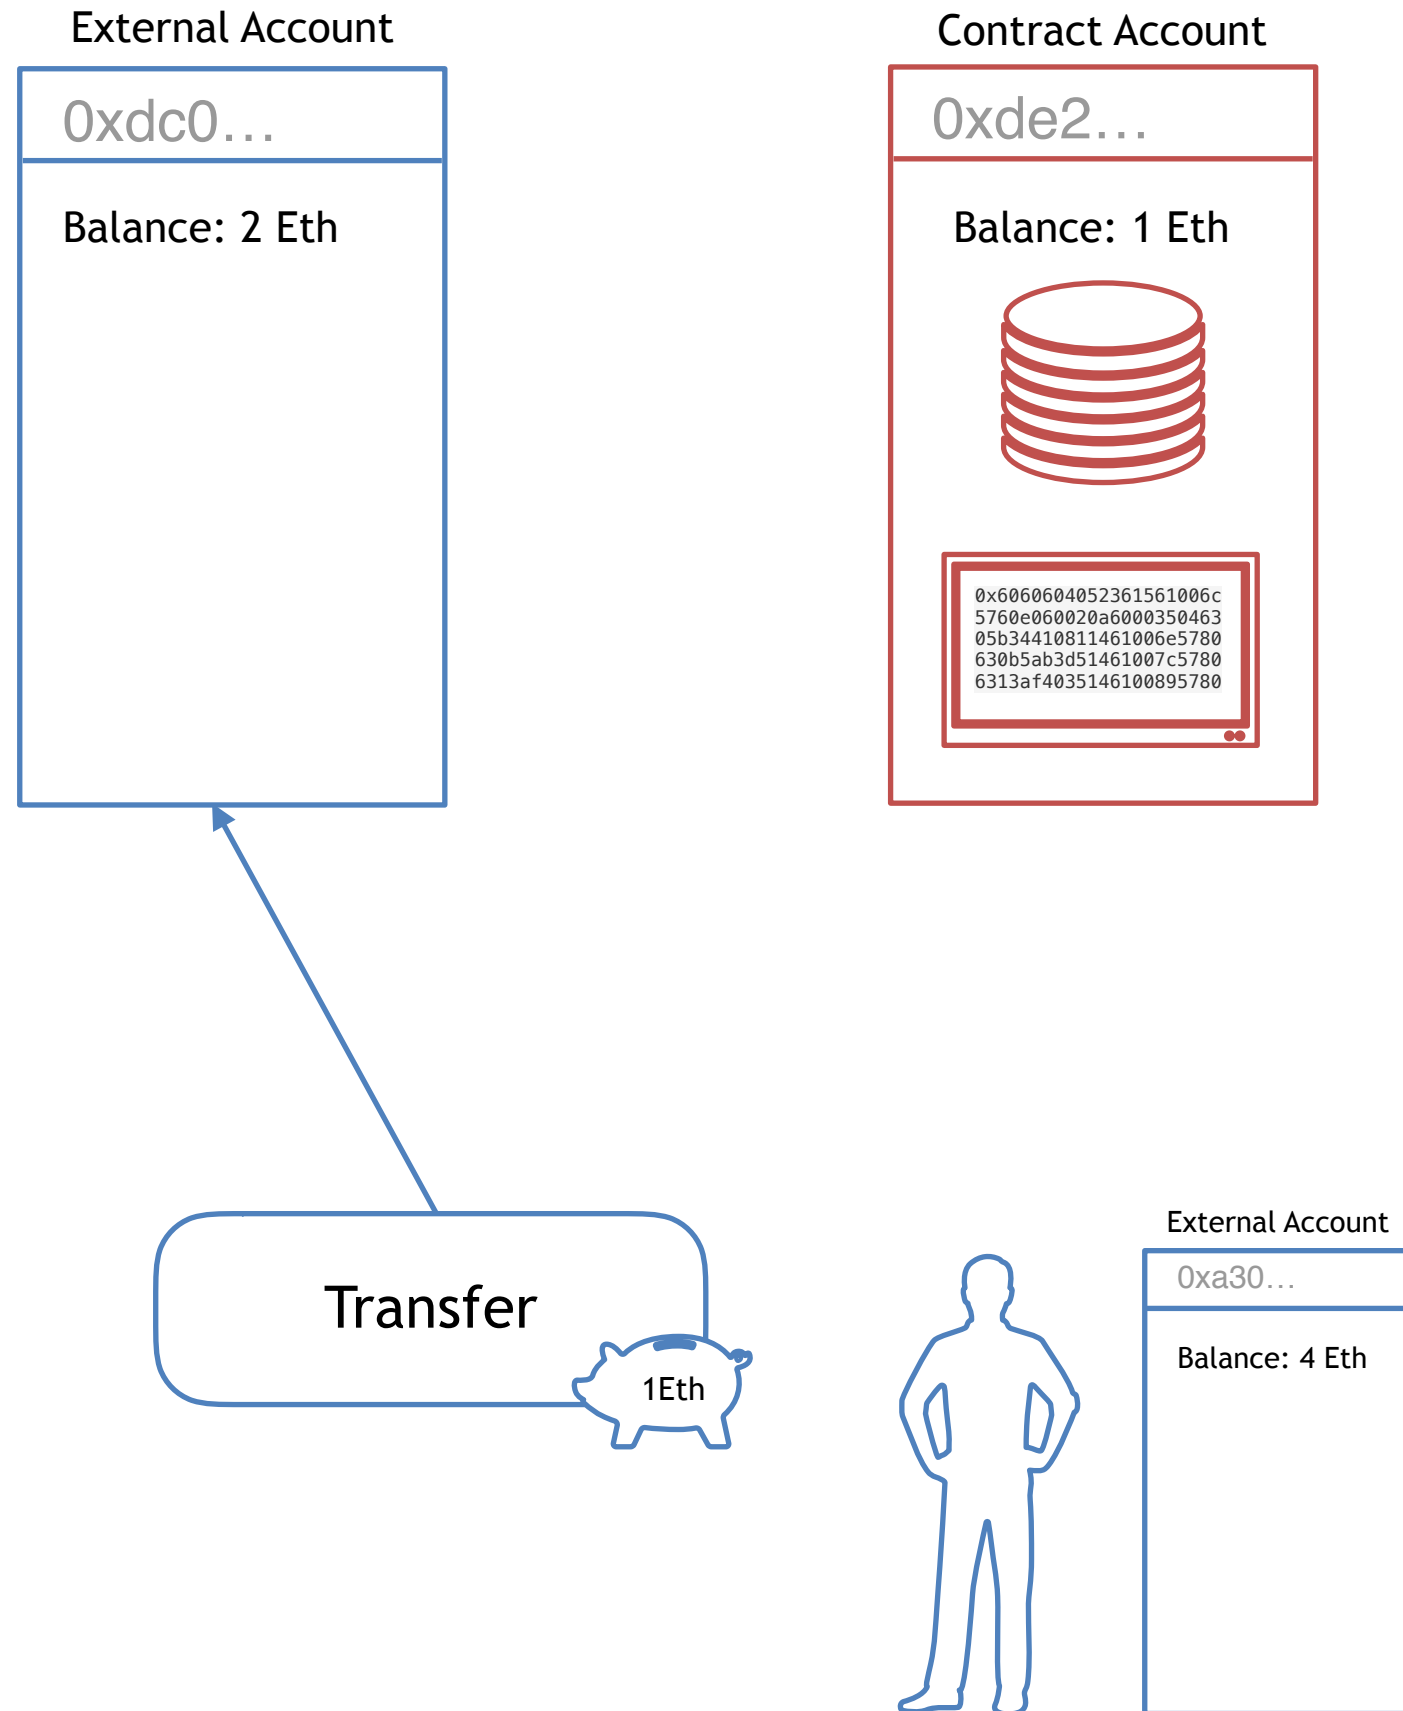 External Account
Contract Account
0xdc0…
0xde2…
Balance: 2 Eth
Balance: 1 Eth
0x6060604052361561006c
5760e060020a6000350463
05b34410811461006e5780
630b5ab3d51461007c5780
6313af4035146100895780
Transfer
1Eth
External Account
0xa30…
Balance: 4 Eth